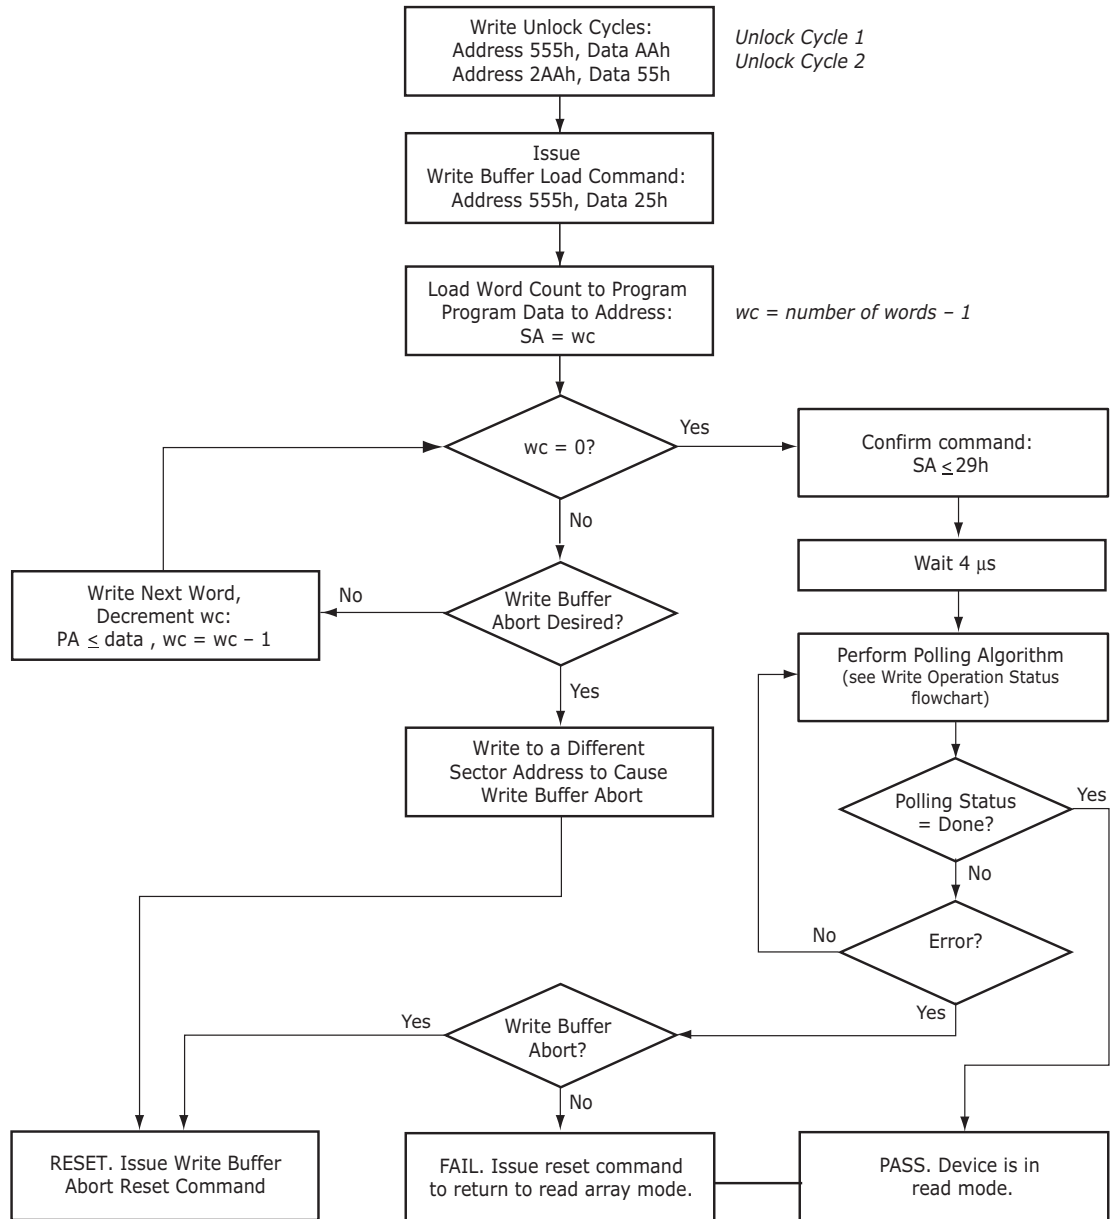 Write Unlock Cycles:
Address 555h, Data AAh
Address 2AAh, Data 55h
Unlock Cycle 1
Unlock Cycle 2
Issue
Write Buffer Load Command:
Address 555h, Data 25h
Load Word Count to Program
Program Data to Address:
SA = wc
wc = number of words – 1
wc = 0?
Yes
Confirm command:
SA ≤ 29h
No
Wait 4 μs
Write Next Word,
Decrement wc:
PA ≤ data , wc = wc – 1
No
Write Buffer
Abort Desired?
Perform Polling Algorithm
(see Write Operation Status
flowchart)
Yes
Write to a Different
Sector Address to Cause
Write Buffer Abort
Polling Status
= Done?
Yes
No
No
Error?
Yes
Yes
Write Buffer
Abort?
No
RESET. Issue Write Buffer
Abort Reset Command
FAIL. Issue reset command
to return to read array mode.
PASS. Device is in
read mode.